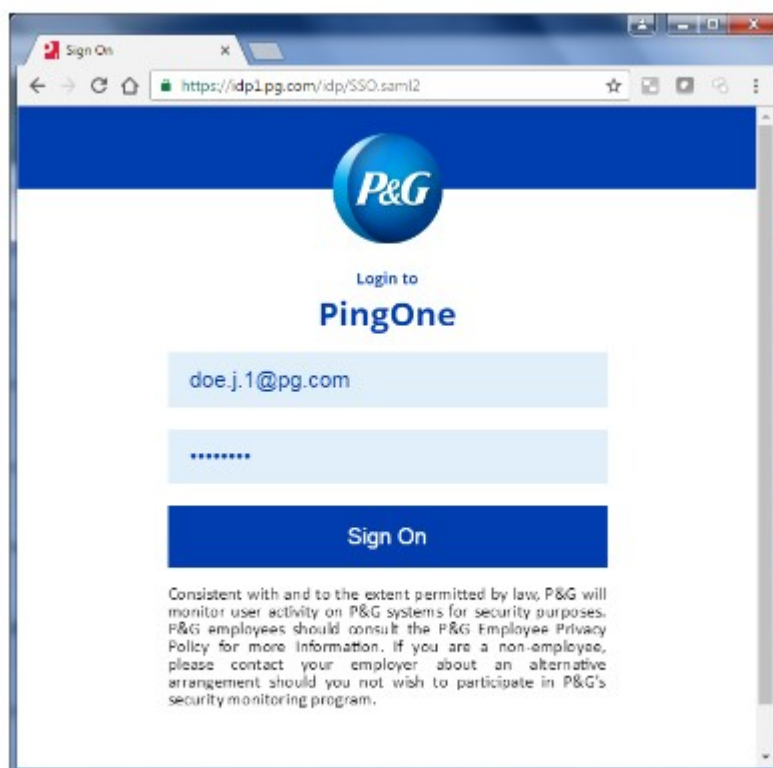 Sign On
https://idp1.pg.com/idp/SSO.saml2
P&G
Login to
PingOne
doe.j.1@pg.com
••••••••
Sign On
Consistent with and to the extent permitted by law, P&G will
monitor user activity on P&G systems for security purposes.
P&G employees should consult the P&G Employee Privacy
Policy for more information. If you are a non-employee,
please contact your employer about an alternative
arrangement should you not wish to participate in P&G's
security monitoring program.